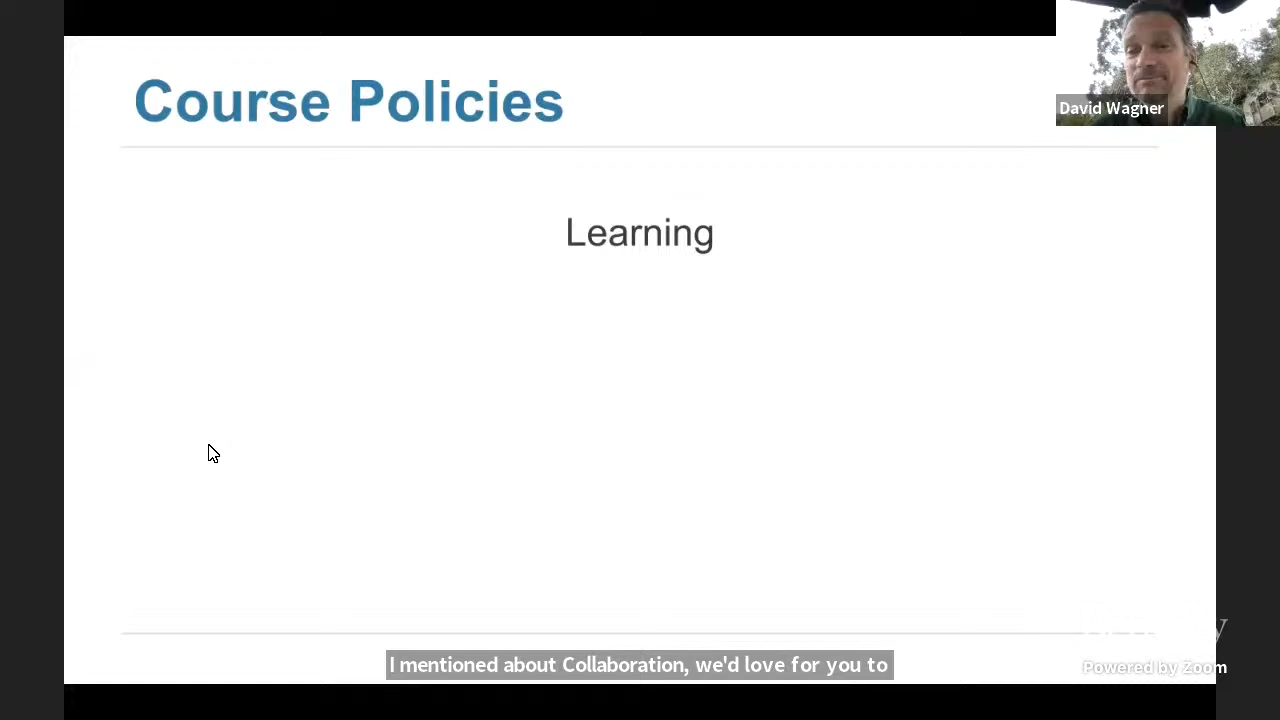 Course Policies
David Wagner
Learning
I mentioned about Collaboration, we'd love for you to
Powered by Zoom